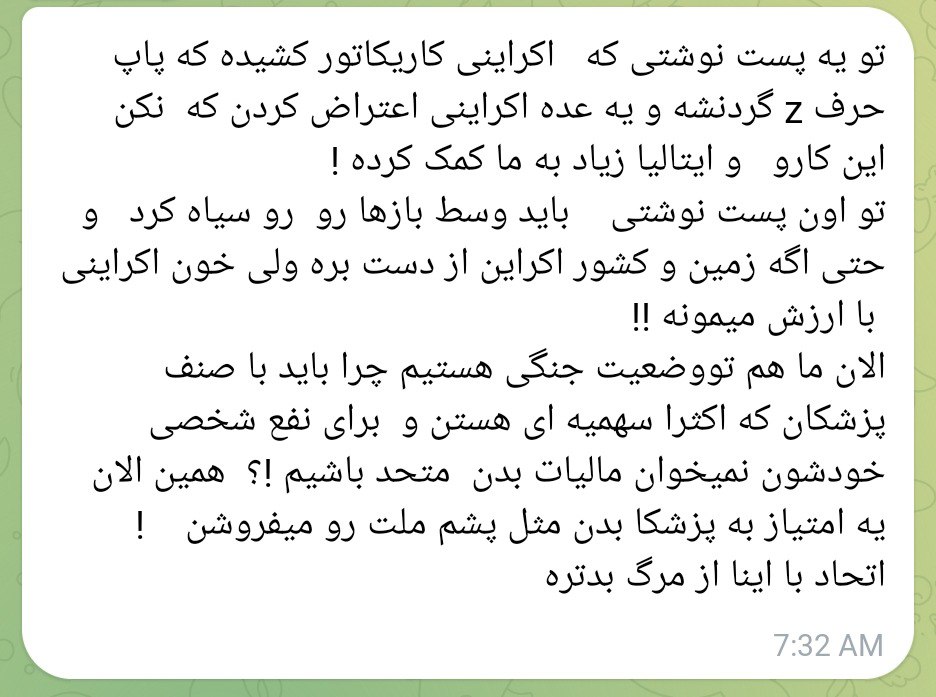 تو یه پست نوشتی که اکراینی کاریکاتور کشیده که پاپ
حرف z گردنشه و یه عده اکراینی اعتراض کردن که نکن
این کارو و ایتالیا زیاد به ما کمک کرده !
تو اون پست نوشتی باید وسط بازها رو رو سیاه کرد و
حتی اگه زمین و کشور اکراین از دست بره ولی خون اکراینی
با ارزش میمونه !!
الان ما هم تووضعیت جنگی هستیم چرا باید با صنف
پزشکان که اکثرا سهمیه ای هستن و برای نفع شخصی
خودشون نمیخوان مالیات بدن متحد باشیم !؟ همین الان
یه امتیاز به پزشکا بدن مثل پشم ملت رو میفروشن !
اتحاد با اینا از مرگ بدتره
7:32 AM